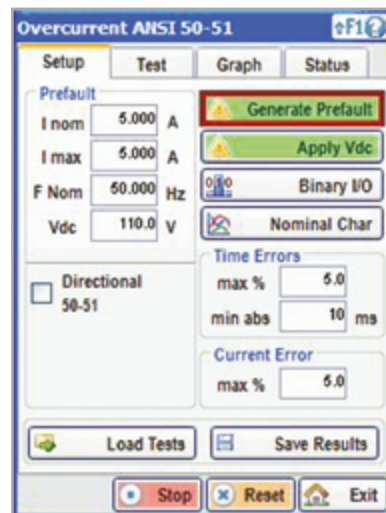 Overcurrent ANSI 50-51 F1
Setup Test Graph Status
Prefault
I nom 5.000 A
I max 5.000 A
F Nom 50.000 Hz
Vdc 110.0 V
Directional
50-51
Generate Prefault
Apply Vdc
Binary I/O
Nominal Char
Time Errors
max % 5.0
min abs 10 ms
Current Error
max % 5.0
Load Tests Save Results
Stop Reset Exit